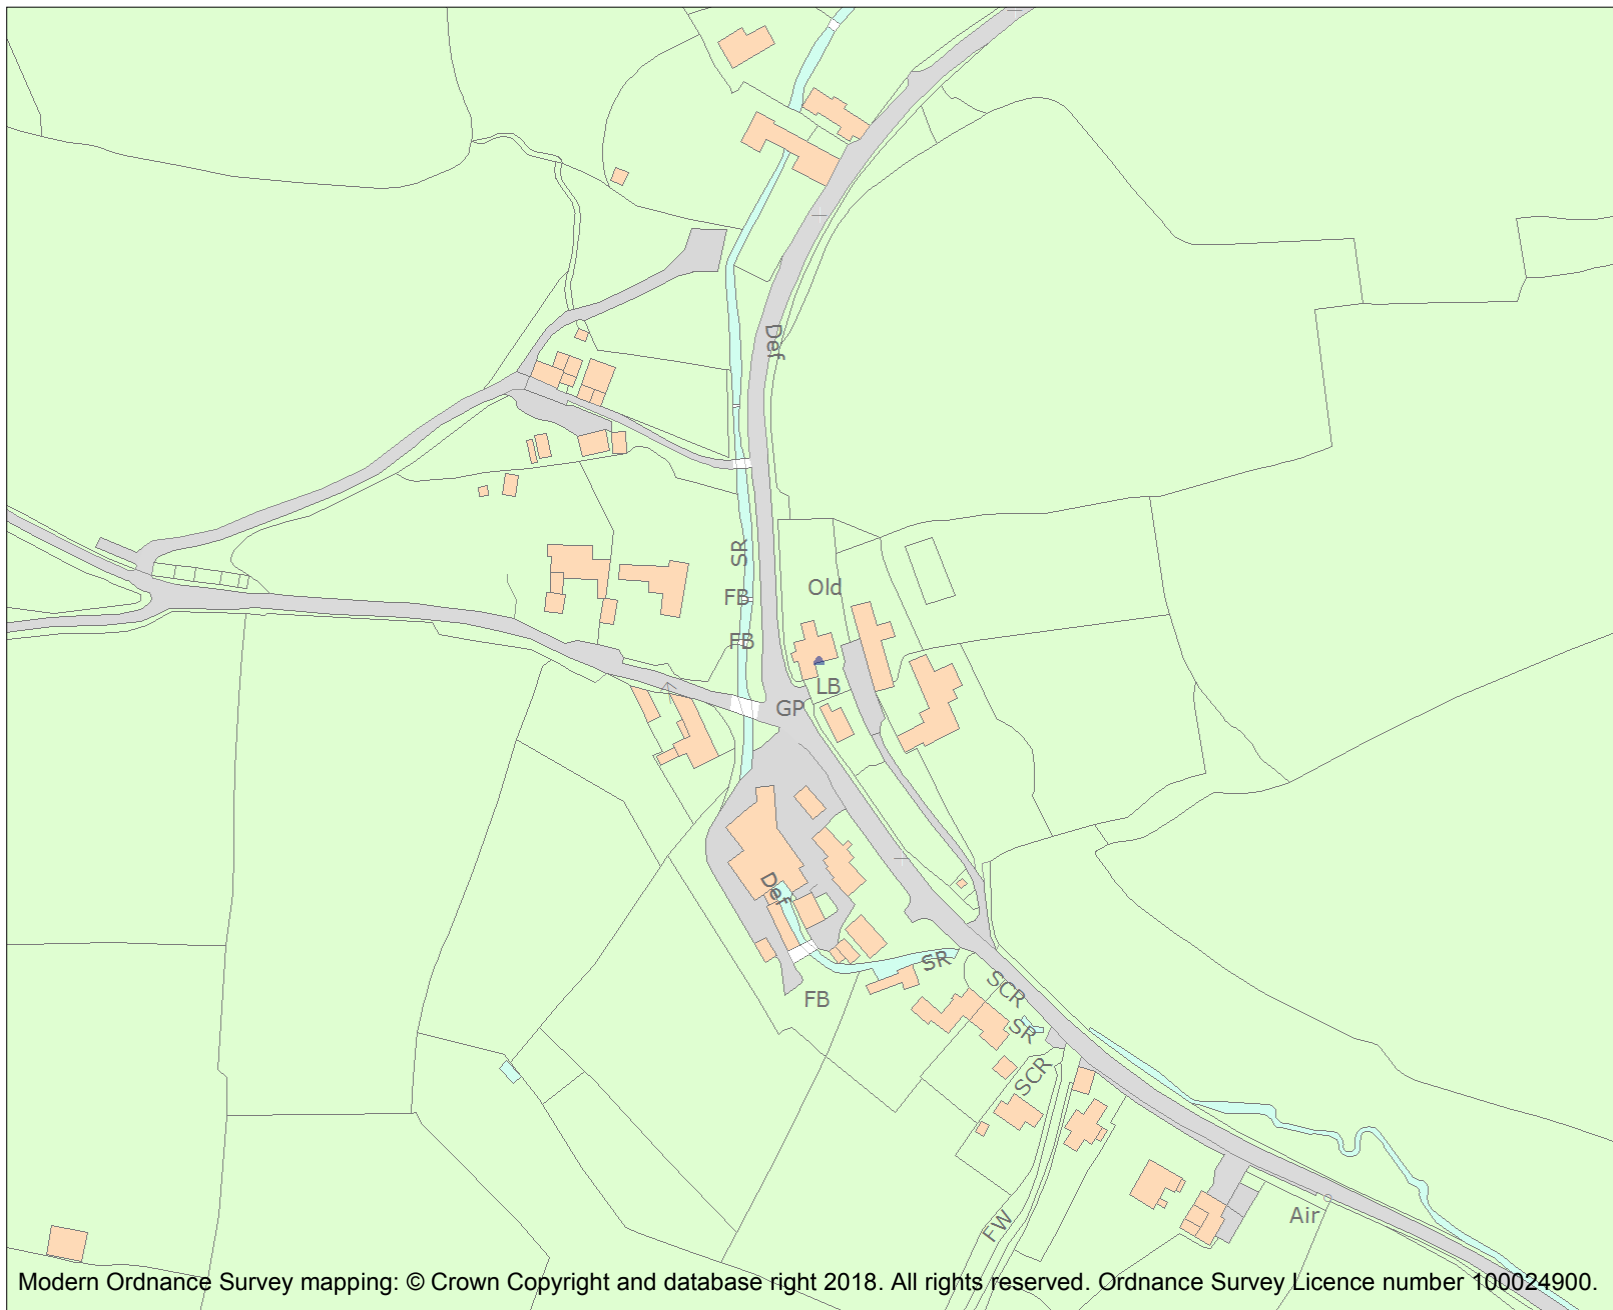 Def
SR
FB
Old
FB
LB
GP
Def
SR
FB
SCR
SR
SCR
FW
Air
Modern Ordnance Survey mapping: © Crown Copyright and database right 2018. All rights reserved. Ordnance Survey Licence number 100024900.